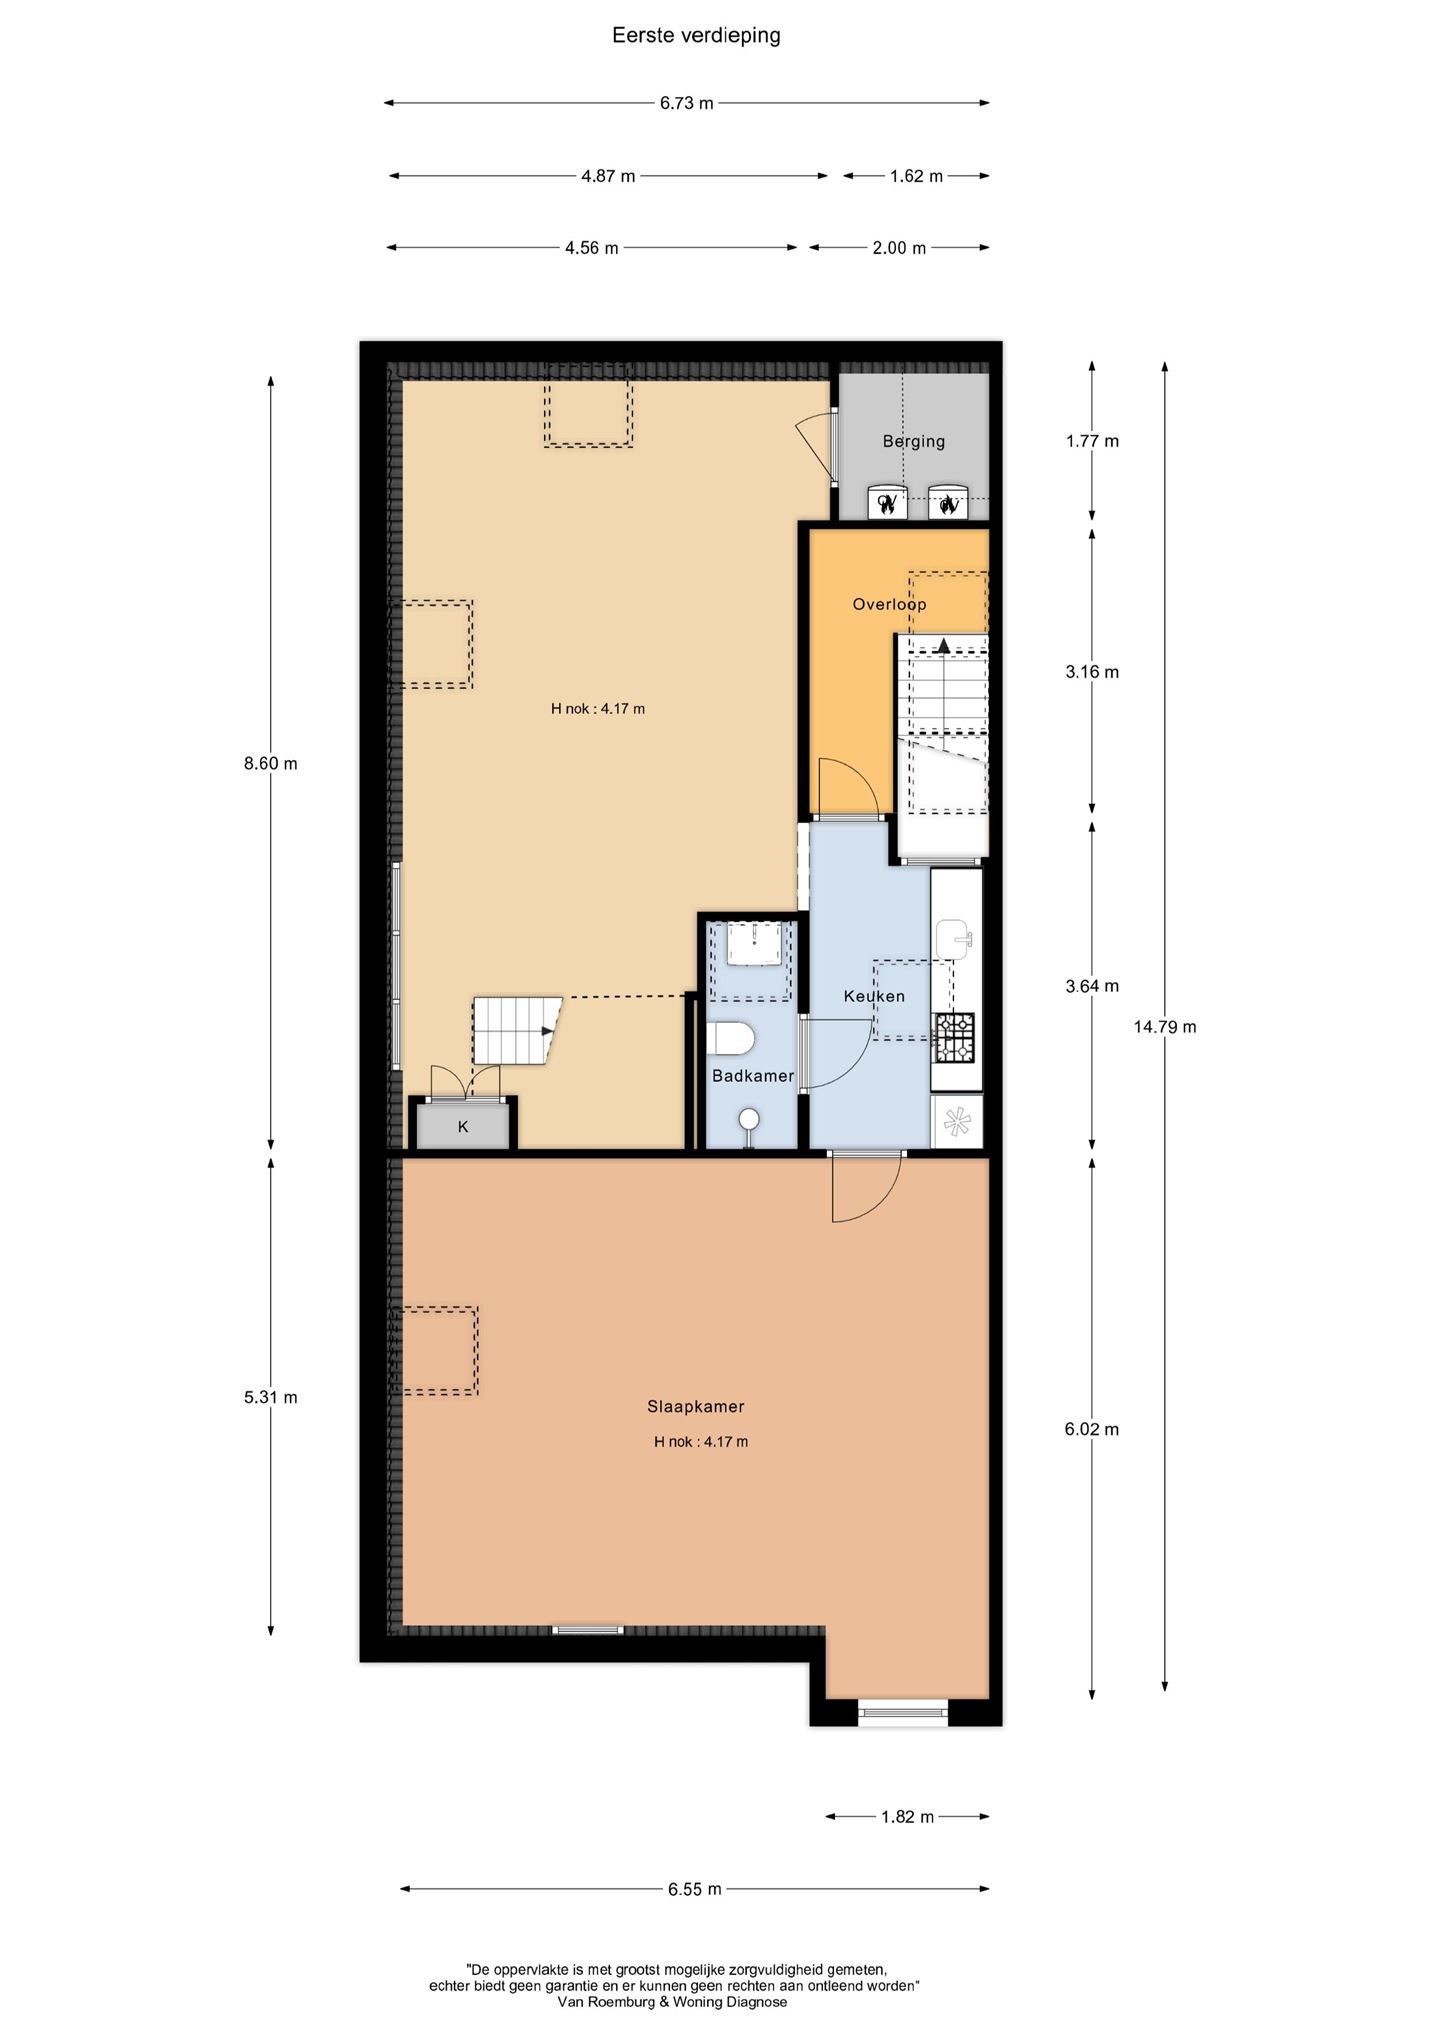 Eerste verdieping
6.73 m
4.87 m
1.62 m
4.56 m
2.00 m
Berging
1.77 m
CV
CV
Overloop
3.16 m
H nok : 4.17 m
8.60 m
Keuken
3.64 m
14.79 m
Badkamer
K
5.31 m
Slaapkamer
H nok : 4.17 m
6.02 m
1.82 m
6.55 m
"De oppervlakte is met grootst mogelijke zorgvuldigheid gemeten,
echter biedt geen garantie en er kunnen geen rechten aan ontleend worden"
Van Roemburg & Woning Diagnose